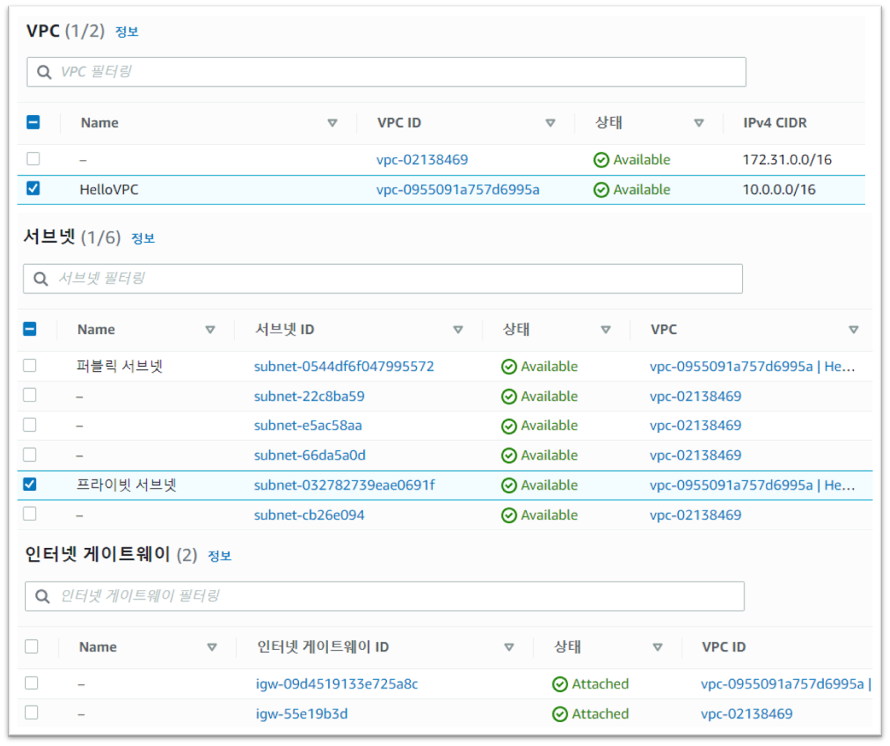 VPC (1/2) 정보
VPC 필터링
Name VPC ID 상태 IPv4 CIDR
– vpc-02138469 Available 172.31.0.0/16
HelloVPC vpc-0955091a757d6995a Available 10.0.0.0/16
서브넷 (1/6) 정보
서브넷 필터링
Name 서브넷 ID 상태 VPC
퍼블릭 서브넷 subnet-0544df6f047995572 Available vpc-0955091a757d6995a | He...
– subnet-22c8ba59 Available vpc-02138469
– subnet-e5ac58aa Available vpc-02138469
– subnet-66da5a0d Available vpc-02138469
프라이빗 서브넷 subnet-032782739eae0691f Available vpc-0955091a757d6995a | He...
– subnet-cb26e094 Available vpc-02138469
인터넷 게이트웨이 (2) 정보
인터넷 게이트웨이 필터링
Name 인터넷 게이트웨이 ID 상태 VPC ID
– igw-09d4519133e725a8c Attached vpc-0955091a757d6995a |
– igw-55e19b3d Attached vpc-02138469